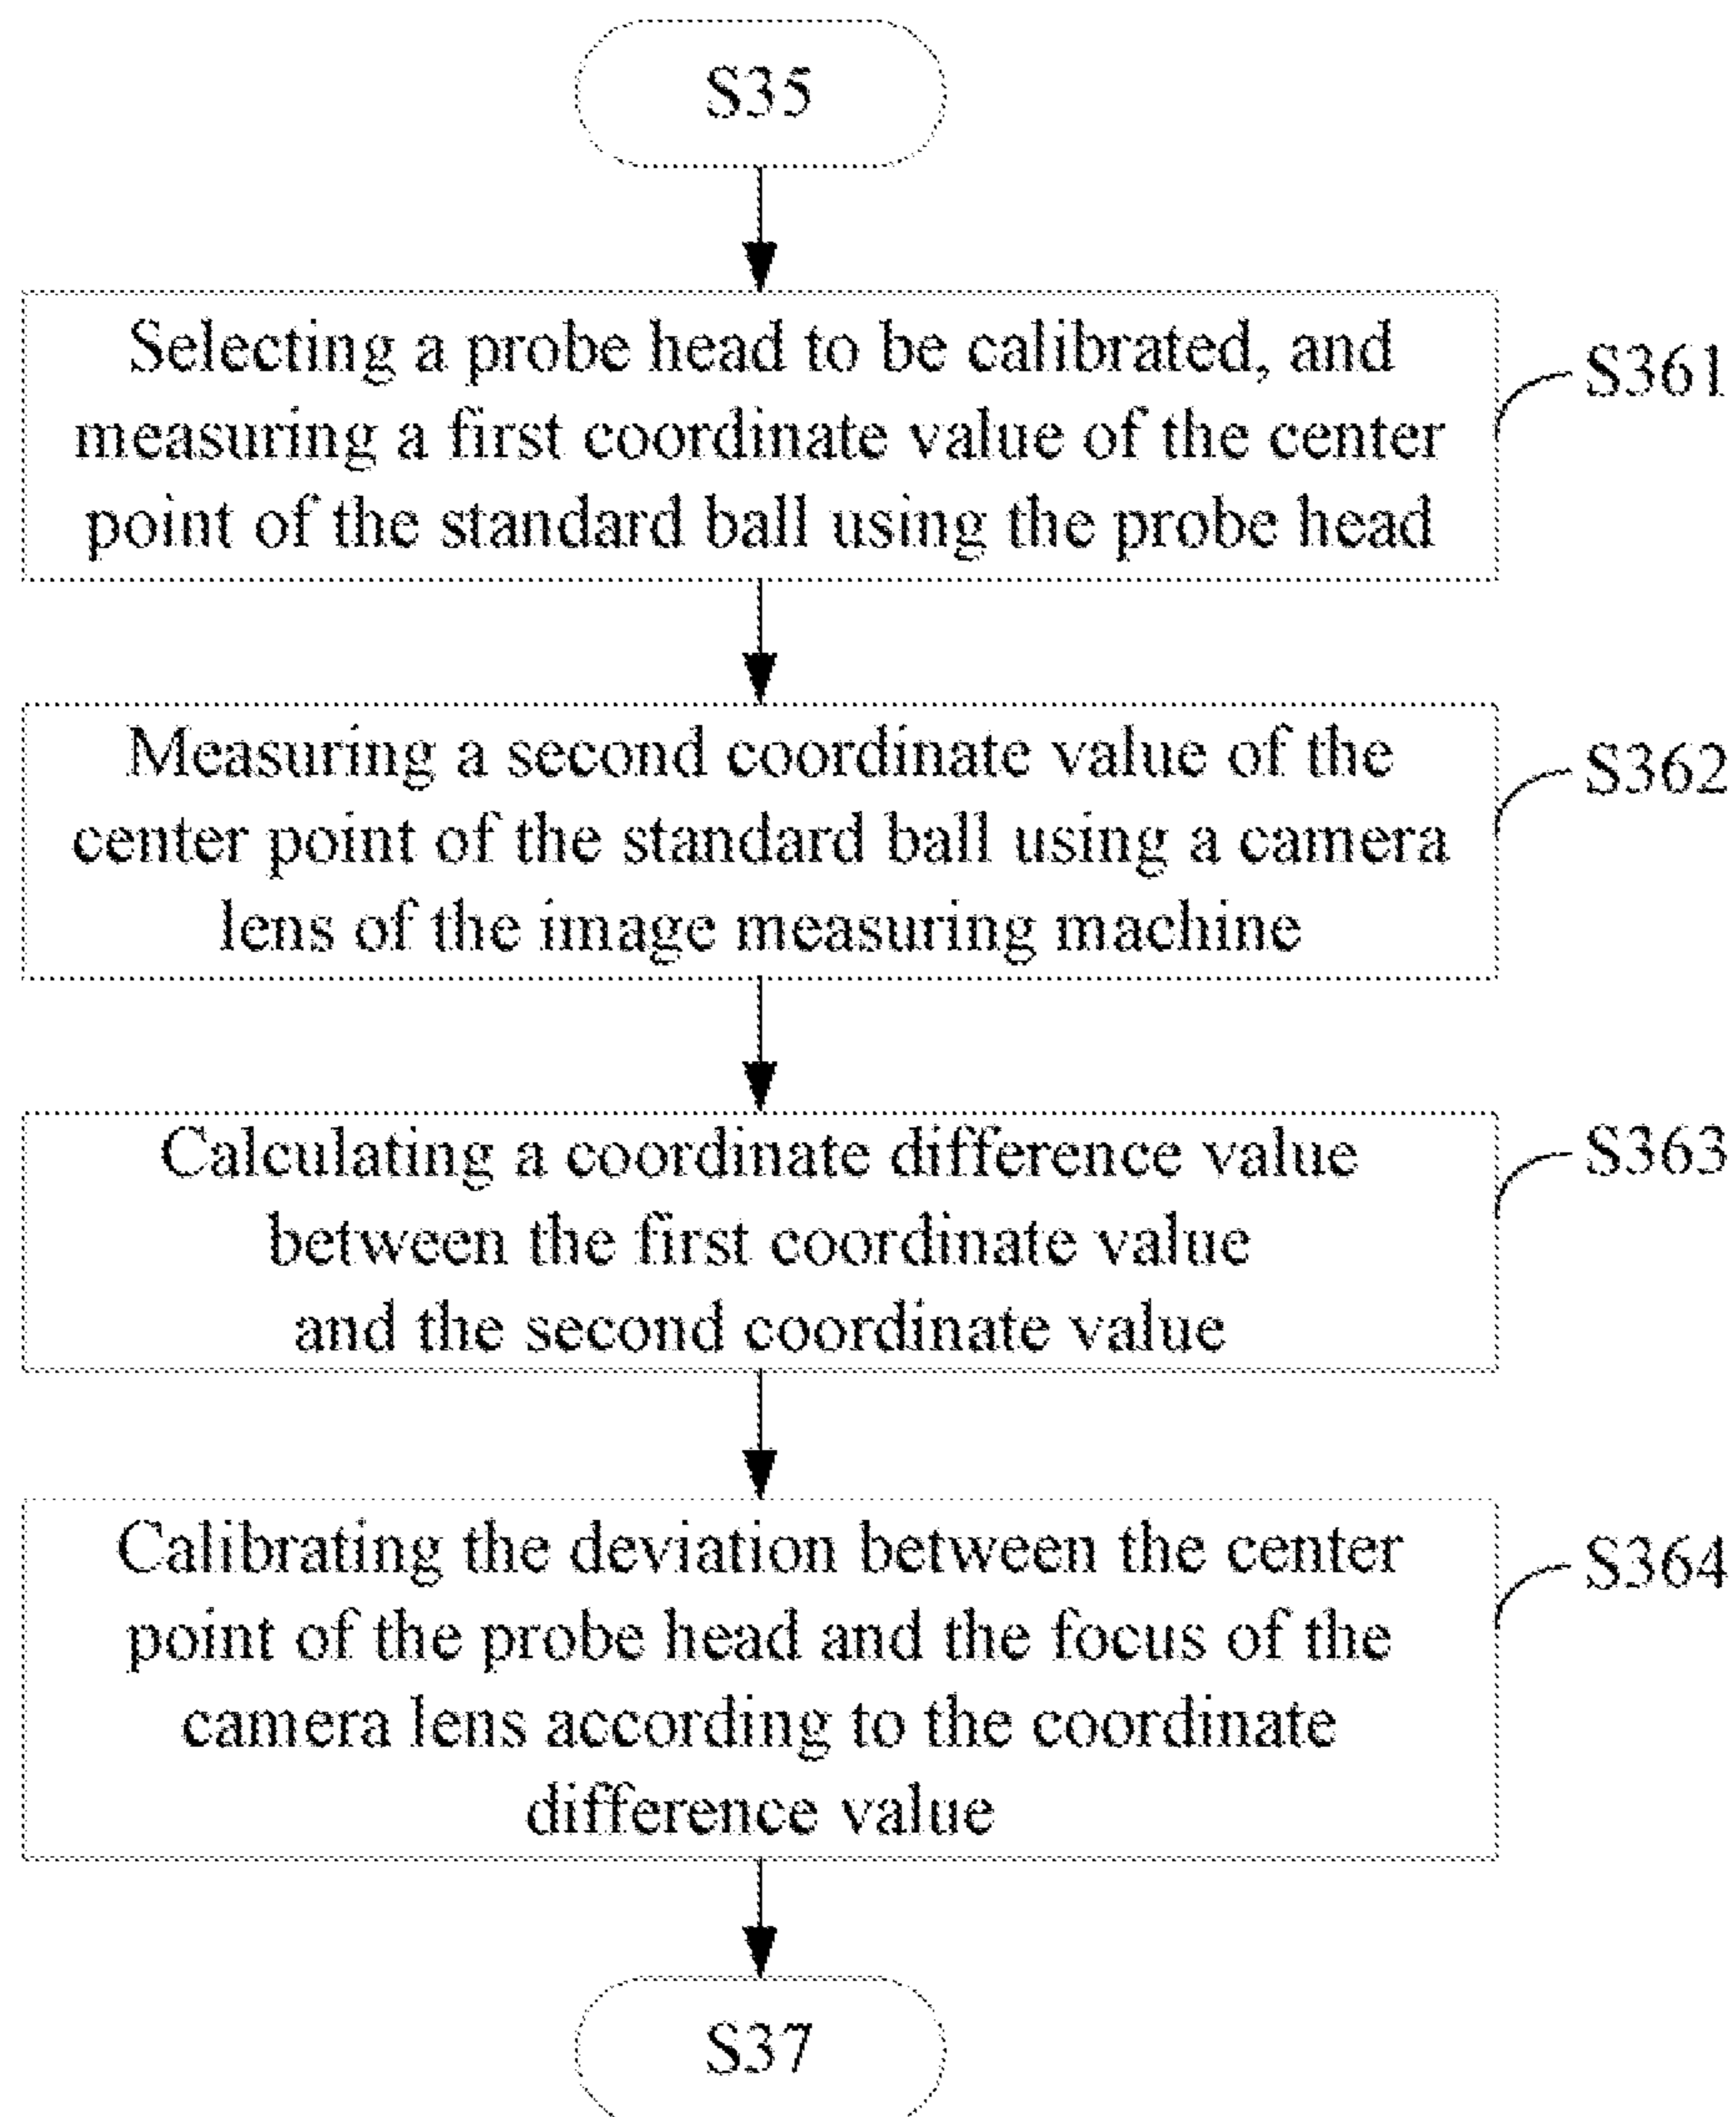 S35
Selecting a probe head to be calibrated, and
measuring a first coordinate value of the center
point of the standard ball using the probe head
S361
Measuring a second coordinate value of the
center point of the standard ball using a camera
lens of the image measuring machine
S362
Calculating a coordinate difference value
between the first coordinate value
and the second coordinate value
S363
Calibrating the deviation between the center
point of the probe head and the focus of the
camera lens according to the coordinate
difference value
S364
S37